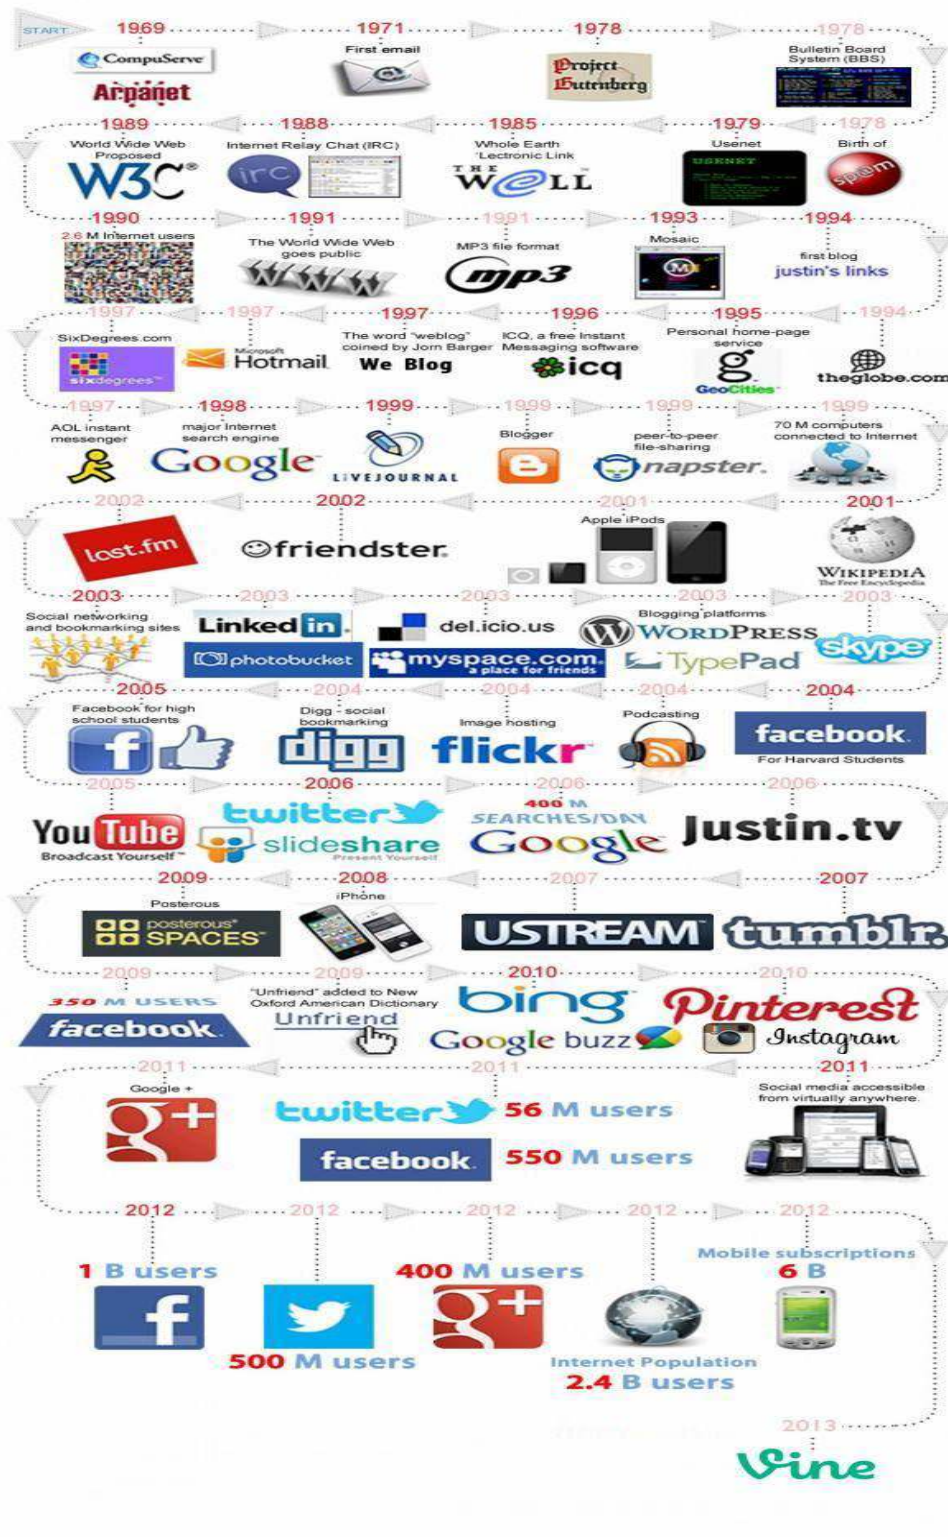 START
1969
1971
1978
1978
CompuServe
Arpanet
First email
Project
Gutenberg
Bulletin Board
System (BBS)
1989
1988
1985
1979
1978
World Wide Web
Proposed
W3C®
Internet Relay Chat (IRC)
irc
Whole Earth
'Lectronic Link
THE
WELL
Usenet
USENET
Birth of
sp@m
1990
1991
1991
1993
1994
2.6 M Internet users
The World Wide Web
goes public
WWW
MP3 file format
mp3
Mosaic
M
first blog
justin's links
1997
1997
1997
1996
1995
1994
SixDegrees.com
sixdegrees™
Microsoft
Hotmail
The word "weblog"
coined by Jorn Barger
We Blog
ICQ, a free Instant
Messaging software
icq
Personal home-page
service
GeoCities
theglobe.com
1997
1998
1999
1999
1999
1999
AOL instant
messenger
major Internet
search engine
Google
LIVEJOURNAL
Blogger
peer-to-peer
file-sharing
napster.
70 M computers
connected to Internet
2002
2002
2001
2001
last.fm
friendster.
Apple iPods
WIKIPEDIA
The Free Encyclopedia
2003
2003
2003
2003
2003
Social networking
and bookmarking sites
Linked in.
photobucket
del.icio.us
myspace.com.
a place for friends
Blogging platforms
WORDPRESS
TypePad
skype
2005
2004
2004
2004
2004
Facebook for high
school students
f
Digg - social
bookmarking
digg
Image hosting
flickr
Podcasting
facebook.
For Harvard Students
2005
2006
2006
2006
You Tube
Broadcast Yourself™
twitter
slideshare
Present Yourself
400 M
SEARCHES/DAY
Google
Justin.tv
2009
2008
2007
2007
Posterous
posterous®
SPACES™
iPhone
USTREAM™
tumblr.
2009
2009
2010
2010
350 M USERS
facebook.
"Unfriend" added to New
Oxford American Dictionary
Unfriend
bing™
Google buzz
Pinterest
Instagram
2011
2011
2011
Google +
g+
twitter 56 M users
facebook. 550 M users
Social media accessible
from virtually anywhere.
2012
2012
2012
2012
2012
1 B users
f
500 M users
400 M users
g+
Internet Population
2.4 B users
Mobile subscriptions
6 B
2013
Vine